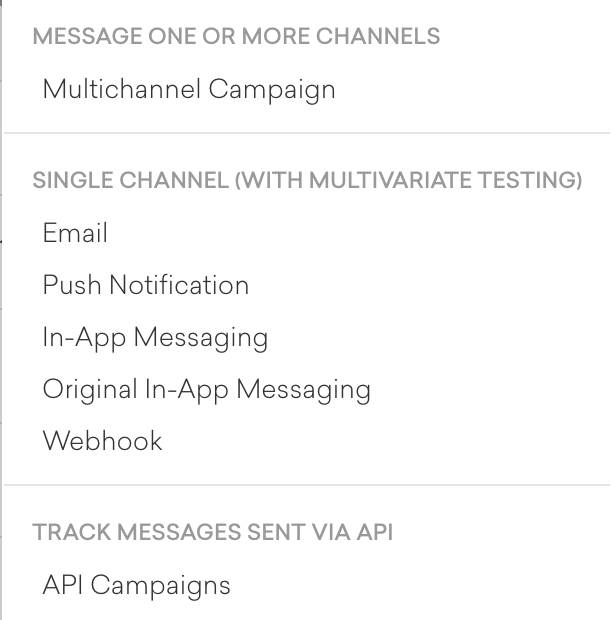 MESSAGE ONE OR MORE CHANNELS
Multichannel Campaign
SINGLE CHANNEL (WITH MULTIVARIATE TESTING)
Email
Push Notification
In-App Messaging
Original In-App Messaging
Webhook
TRACK MESSAGES SENT VIA API
API Campaigns